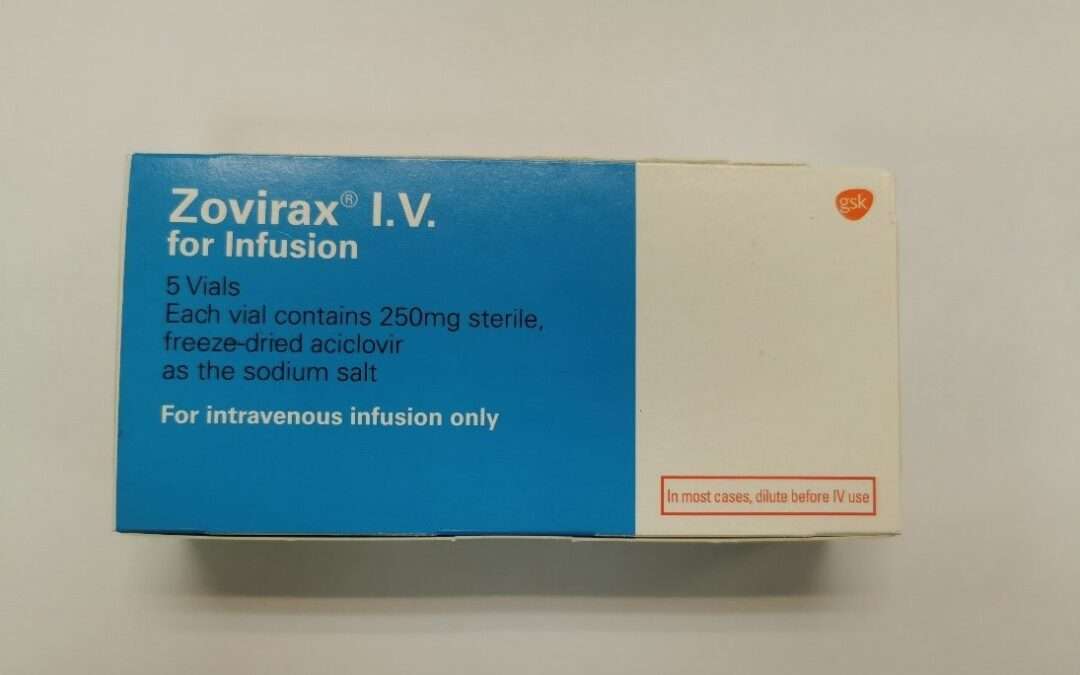 Zovirax® I.V.
for Infusion
5 Vials
Each vial contains 250mg sterile,
freeze-dried aciclovir
as the sodium salt
For intravenous infusion only
gsk
In most cases, dilute before IV use